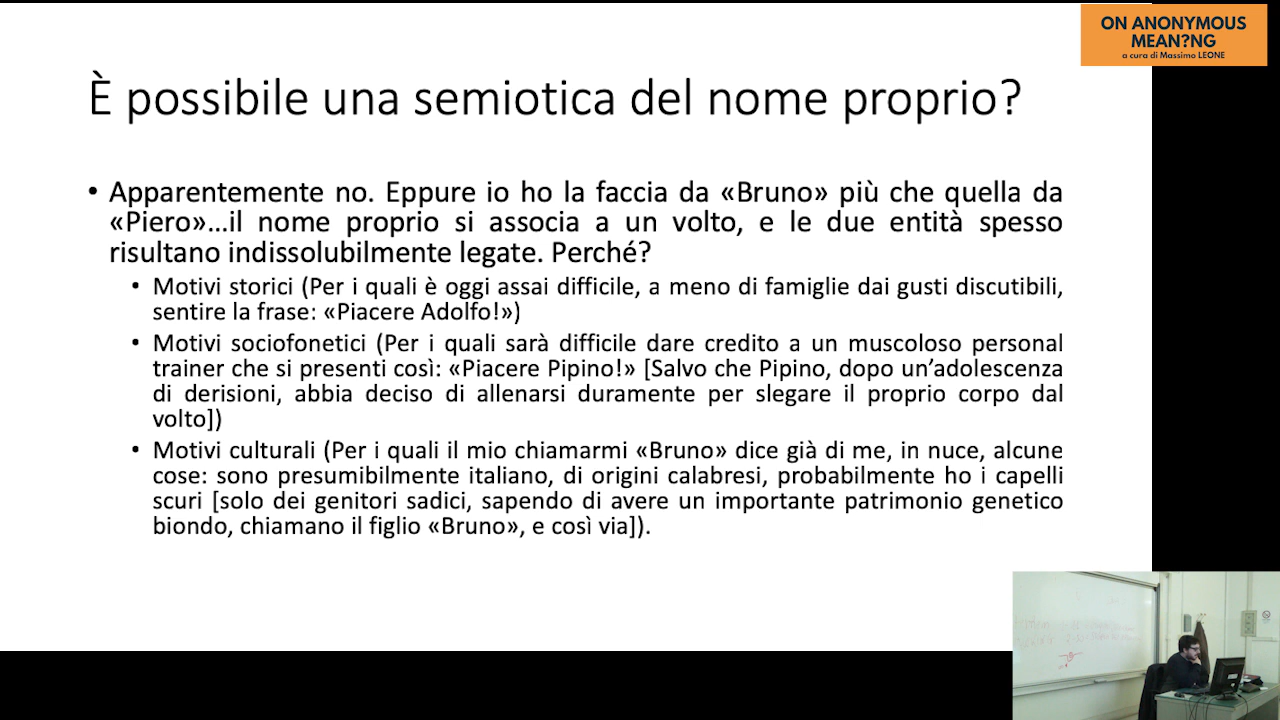 ON ANONYMOUS
MEAN?NG
a cura di Massimo LEONE
È possibile una semiotica del nome proprio?
• Apparentemente no. Eppure io ho la faccia da «Bruno» più che quella da
«Piero»...il nome proprio si associa a un volto, e le due entità spesso
risultano indissolubilmente legate. Perché?
• Motivi storici (Per i quali è oggi assai difficile, a meno di famiglie dai gusti discutibili,
sentire la frase: «Piacere Adolfo!»)
• Motivi sociofonetici (Per i quali sarà difficile dare credito a un muscoloso personal
trainer che si presenti così: «Piacere Pipino!» [Salvo che Pipino, dopo un’adolescenza
di derisioni, abbia deciso di allenarsi duramente per slegare il proprio corpo dal
volto])
• Motivi culturali (Per i quali il mio chiamarmi «Bruno» dice già di me, in nuce, alcune
cose: sono presumibilmente italiano, di origini calabresi, probabilmente ho i capelli
scuri [solo dei genitori sadici, sapendo di avere un importante patrimonio genetico
biondo, chiamano il figlio «Bruno», e così via]).